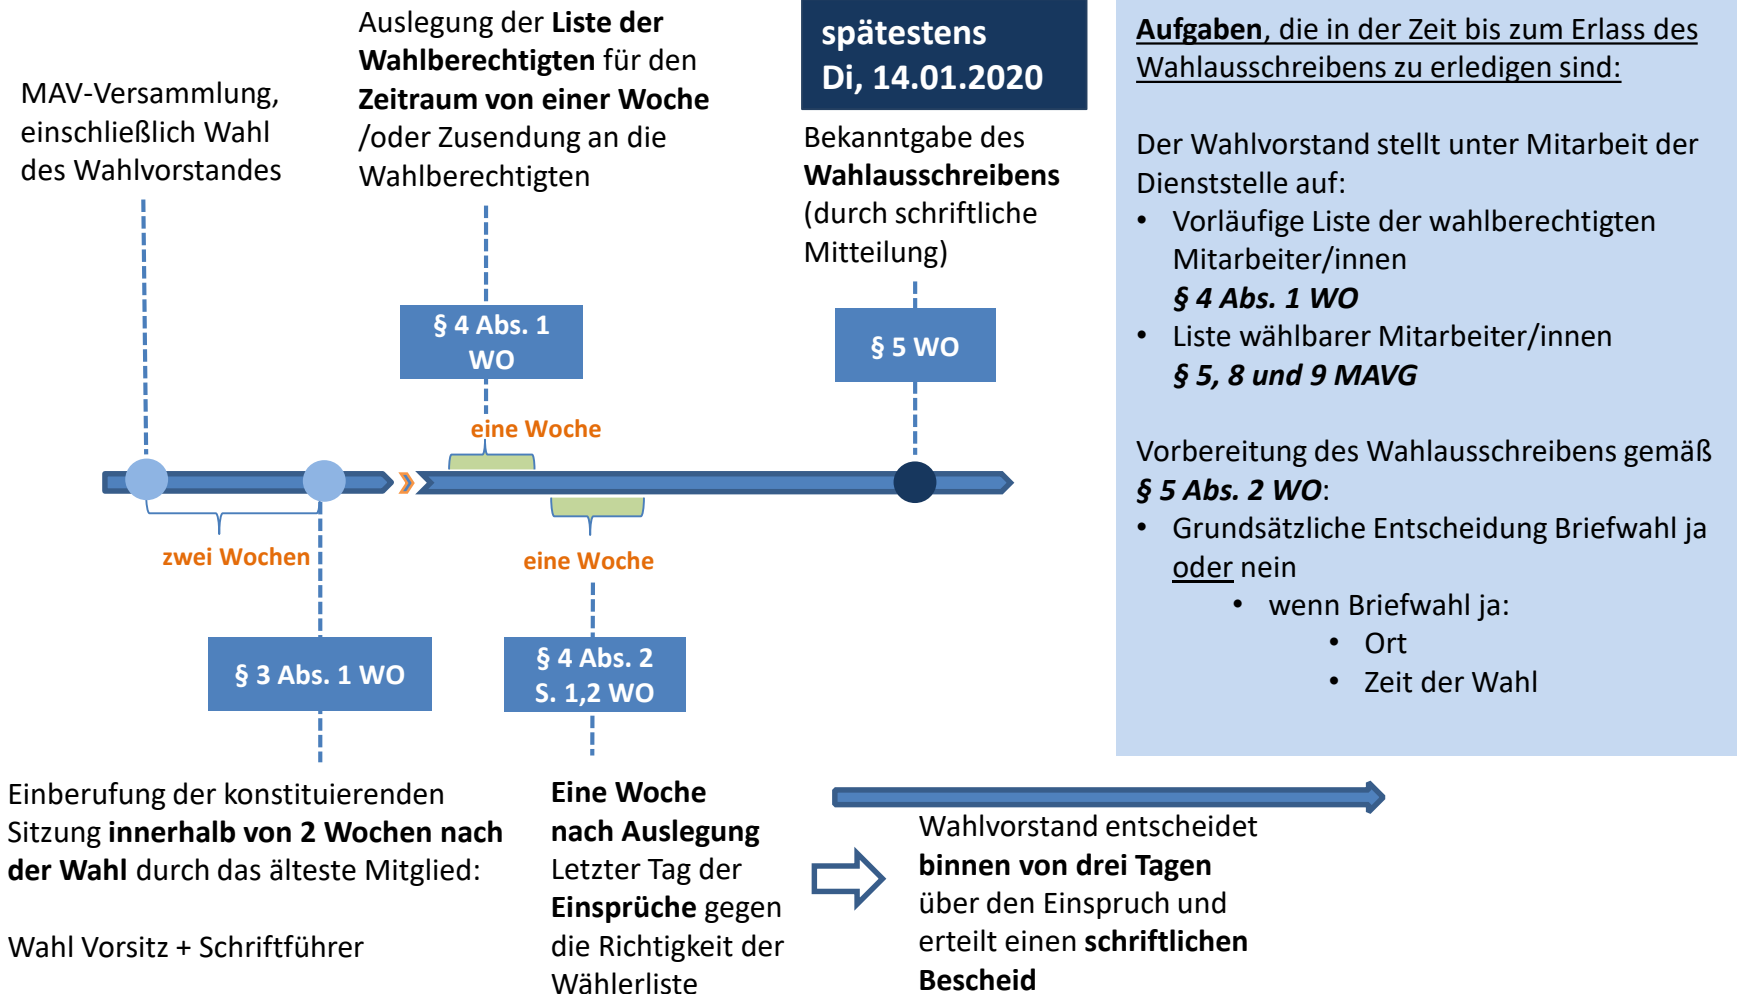 MAV-Versammlung,
einschließlich Wahl
des Wahlvorstandes
Auslegung der Liste der
Wahlberechtigten für den
Zeitraum von einer Woche
/oder Zusendung an die
Wahlberechtigten
spätestens
Di, 14.01.2020
Bekanntgabe des
Wahlausschreibens
(durch schriftliche
Mitteilung)
§ 4 Abs. 1
WO
§ 5 WO
eine Woche
zwei Wochen
eine Woche
§ 3 Abs. 1 WO
§ 4 Abs. 2
S. 1,2 WO
Einberufung der konstituierenden
Sitzung innerhalb von 2 Wochen nach
der Wahl durch das älteste Mitglied:
Wahl Vorsitz + Schriftführer
Eine Woche
nach Auslegung
Letzter Tag der
Einsprüche gegen
die Richtigkeit der
Wählerliste
Wahlvorstand entscheidet
binnen von drei Tagen
über den Einspruch und
erteilt einen schriftlichen
Bescheid
Aufgaben, die in der Zeit bis zum Erlass des
Wahlausschreibens zu erledigen sind:
Der Wahlvorstand stellt unter Mitarbeit der
Dienststelle auf:
• Vorläufige Liste der wahlberechtigten
Mitarbeiter/innen
§ 4 Abs. 1 WO
• Liste wählbarer Mitarbeiter/innen
§ 5, 8 und 9 MAVG
Vorbereitung des Wahlausschreibens gemäß
§ 5 Abs. 2 WO:
• Grundsätzliche Entscheidung Briefwahl ja
oder nein
• wenn Briefwahl ja:
• Ort
• Zeit der Wahl